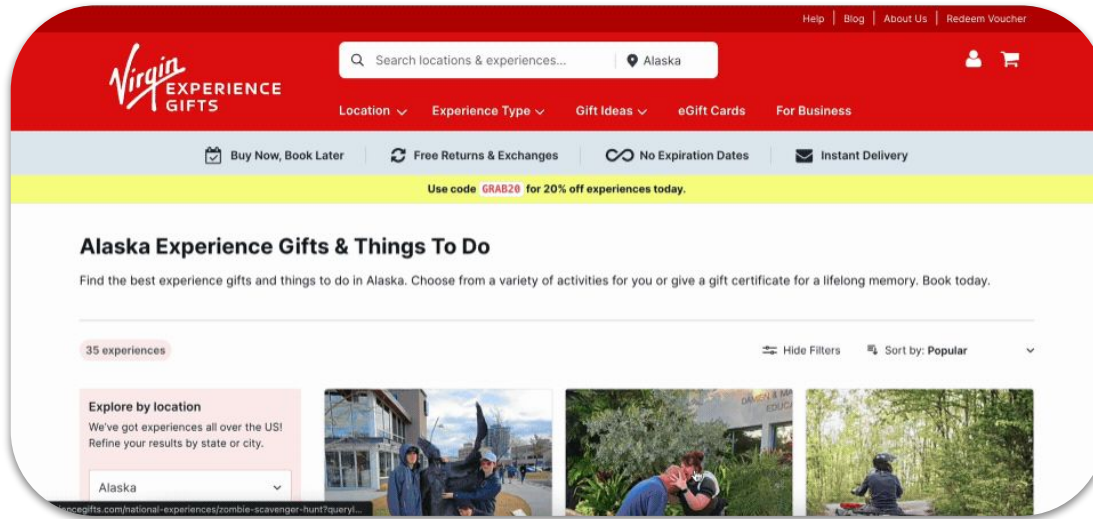 Help | Blog | About Us | Redeem Voucher
Virgin EXPERIENCE GIFTS
Search locations & experiences... Alaska
Location Experience Type Gift Ideas eGift Cards For Business
Buy Now, Book Later Free Returns & Exchanges No Expiration Dates Instant Delivery
Use code GRAB20 for 20% off experiences today.
Alaska Experience Gifts & Things To Do
Find the best experience gifts and things to do in Alaska. Choose from a variety of activities for you or give a gift certificate for a lifelong memory. Book today.
35 experiences Hide Filters Sort by: Popular
Explore by location
We've got experiences all over the US!
Refine your results by state or city.
Alaska
encegifts.com/national-experiences/zombie-scavenger-hunt?queryl...